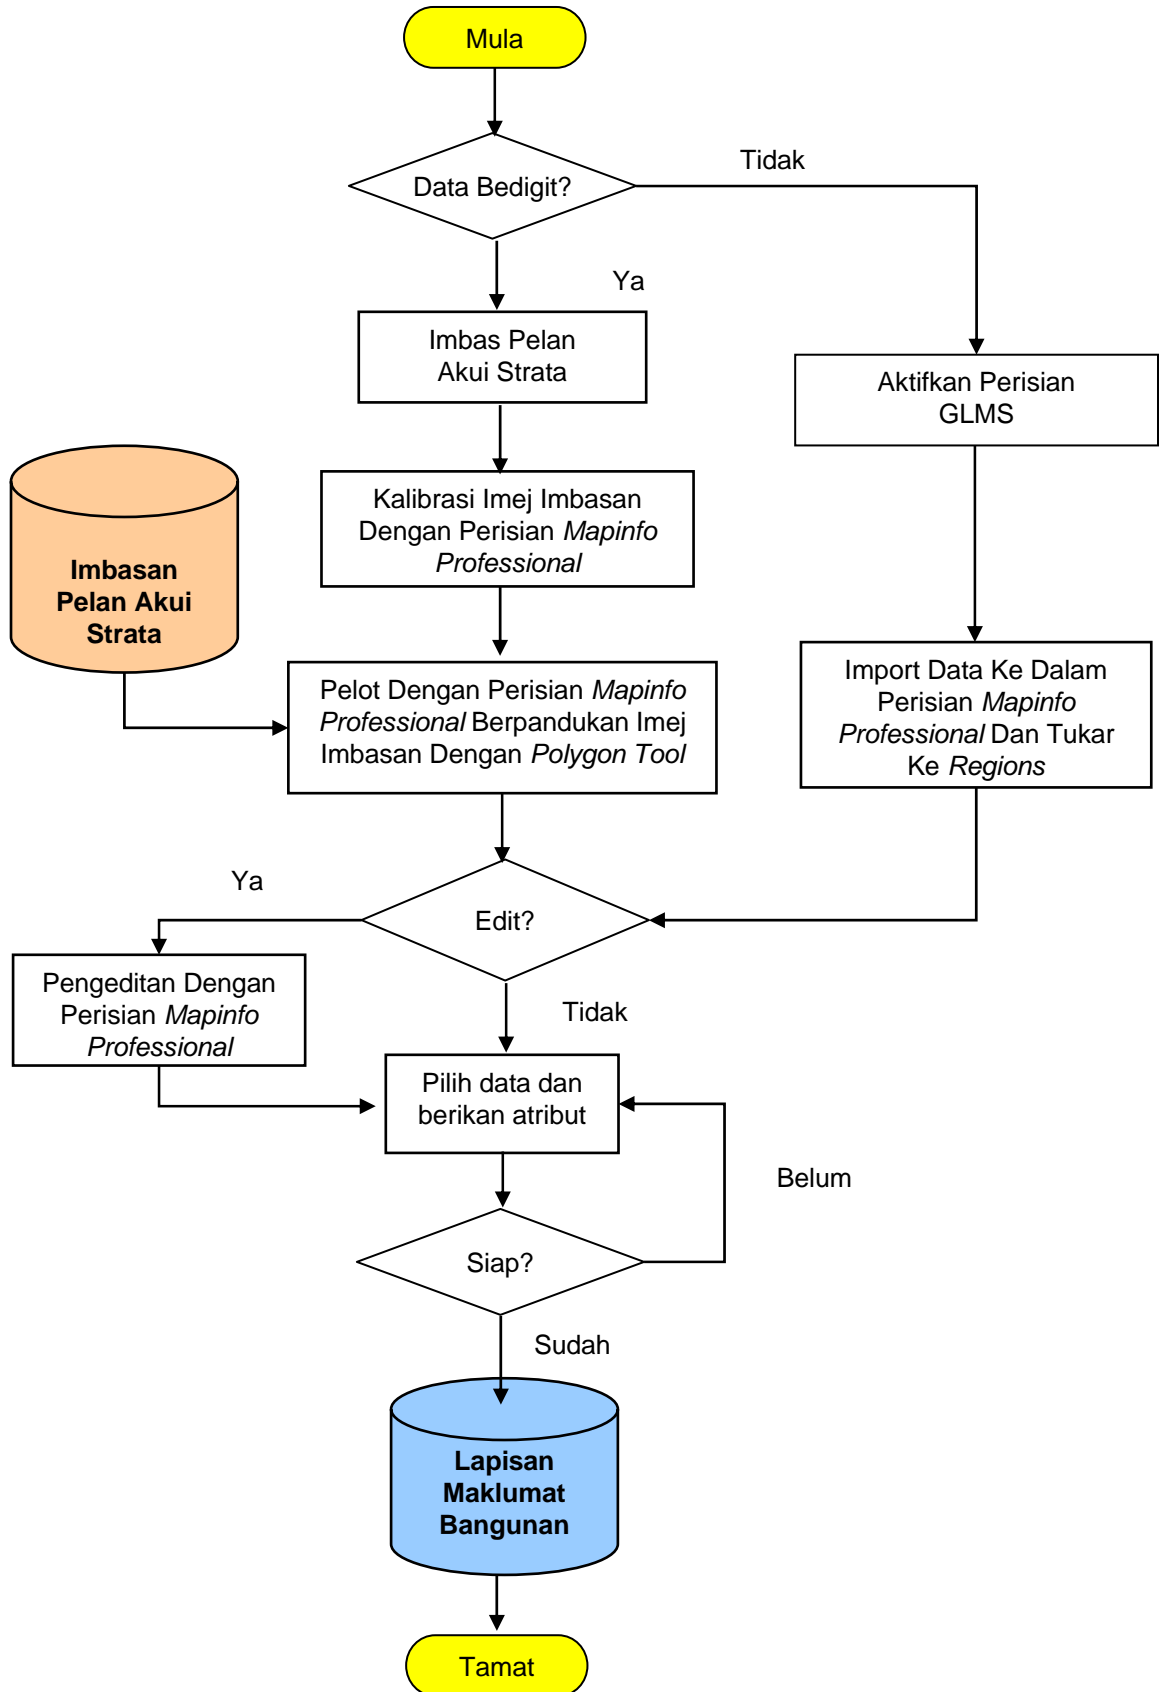 Mula
Data Bedigit?
Tidak
Ya
Imbas Pelan
Akui Strata
Aktifkan Perisian
GLMS
Kalibrasi Imej Imbasan
Dengan Perisian Mapinfo
Professional
Imbasan
Pelan Akui
Strata
Pelot Dengan Perisian Mapinfo
Professional Berpandukan Imej
Imbasan Dengan Polygon Tool
Import Data Ke Dalam
Perisian Mapinfo
Professional Dan Tukar
Ke Regions
Ya
Edit?
Pengeditan Dengan
Perisian Mapinfo
Professional
Tidak
Pilih data dan
berikan atribut
Belum
Siap?
Sudah
Lapisan
Maklumat
Bangunan
Tamat